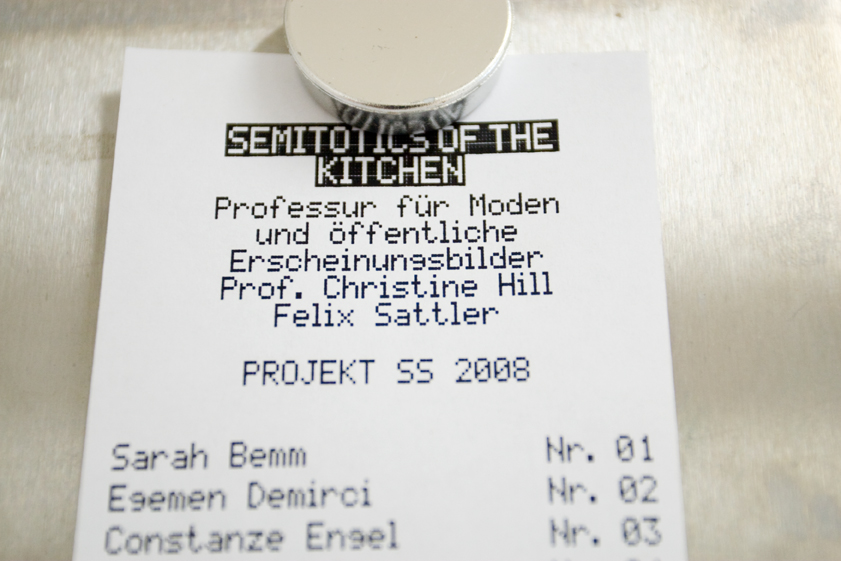 SEMITOTICS OF THE
KITCHEN
Professur für Moden
und öffentliche
Erscheinungsbilder
Prof. Christine Hill
Felix Sattler
PROJEKT SS 2008
Sarah Bemm Nr. 01
Egemen Demirci Nr. 02
Constanze Engel Nr. 03